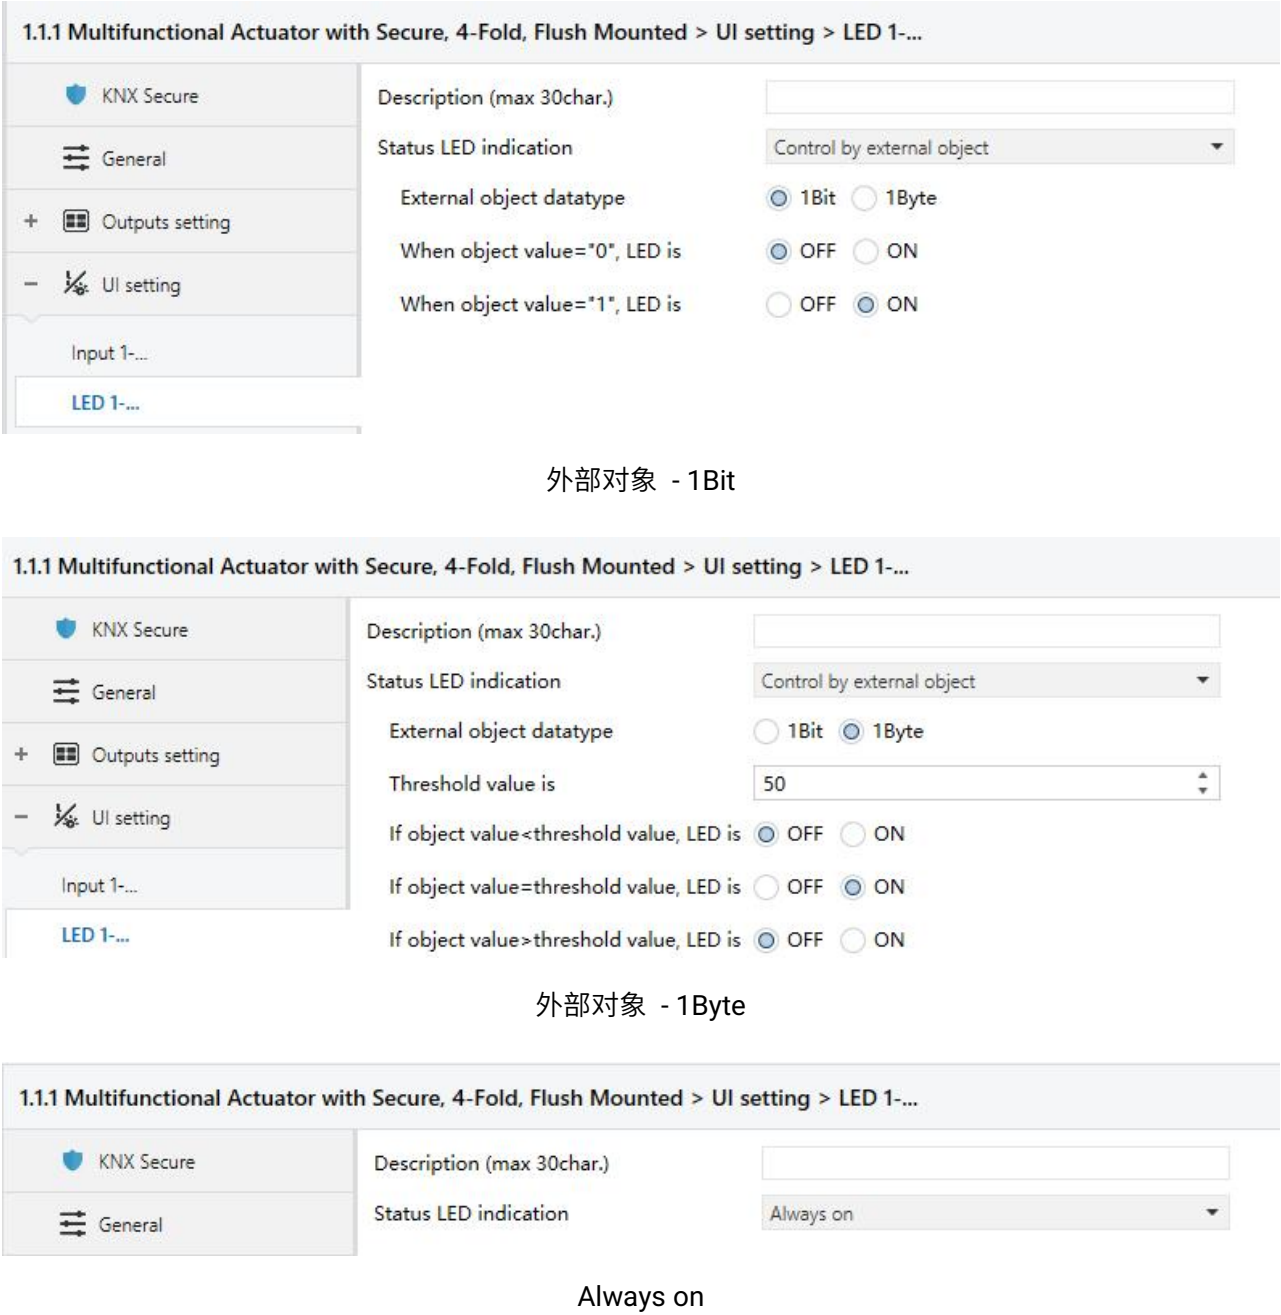 1.1.1 Multifunctional Actuator with Secure, 4-Fold, Flush Mounted > UI setting > LED 1-...
KNX Secure
General
+ Outputs setting
– UI setting
Input 1-...
LED 1-...
Description (max 30char.)
Status LED indication Control by external object
External object datatype 1Bit 1Byte
When object value="0", LED is OFF ON
When object value="1", LED is OFF ON
外部对象 - 1Bit
1.1.1 Multifunctional Actuator with Secure, 4-Fold, Flush Mounted > UI setting > LED 1-...
KNX Secure
General
+ Outputs setting
– UI setting
Input 1-...
LED 1-...
Description (max 30char.)
Status LED indication Control by external object
External object datatype 1Bit 1Byte
Threshold value is 50
If object value<threshold value, LED is OFF ON
If object value=threshold value, LED is OFF ON
If object value>threshold value, LED is OFF ON
外部对象 - 1Byte
1.1.1 Multifunctional Actuator with Secure, 4-Fold, Flush Mounted > UI setting > LED 1-...
KNX Secure
General
Description (max 30char.)
Status LED indication Always on
Always on